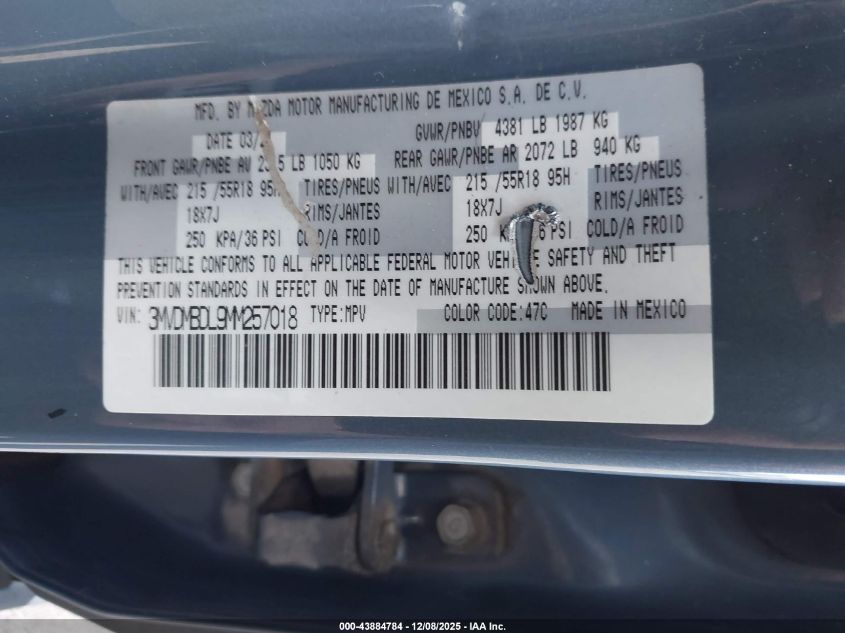 MFD. BY MAZDA MOTOR MANUFACTURING DE MEXICO S.A. DE C.V.
DATE 03/2 GVWR/PNBV 4381 LB 1987 KG
FRONT GAWR/PNBE AV LB 1050 KG REAR GAWR/PNBE AR 2072 LB 940 KG
WITH/AVEC 215 /55R18 95H TIRES/PNEUS WITH/AVEC 215 /55R18 95H TIRES/PNEUS
18X7J RIMS/JANTES 18X7J RIMS/JANTES
250 KPA/36 PSI COLD/A FROID 250 PSI COLD/A FROID
THIS VEHICLE CONFORMS TO ALL APPLICABLE FEDERAL MOTOR VEHICLE SAFETY AND THEFT
PREVENTION STANDARDS IN EFFECT ON THE DATE OF MANUFACTURE SHOWN ABOVE.
VIN: 3MVDMBDL9MM257018 TYPE:MPV COLOR CODE:47C MADE IN MEXICO
000-43884784 | 12/08/2025 | IAA Inc.